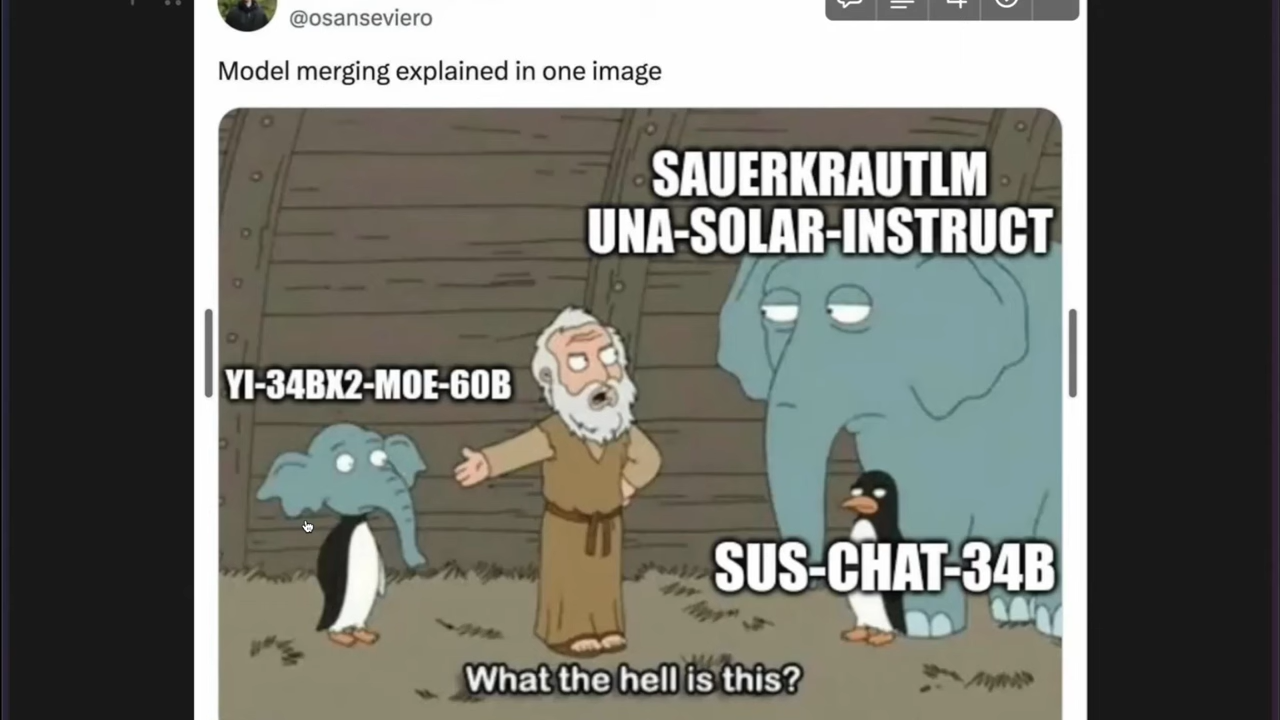 @osanseviero
Model merging explained in one image
SAUERKRAUTLM
UNA-SOLAR-INSTRUCT
YI-34BX2-MOE-60B
SUS-CHAT-34B
What the hell is this?